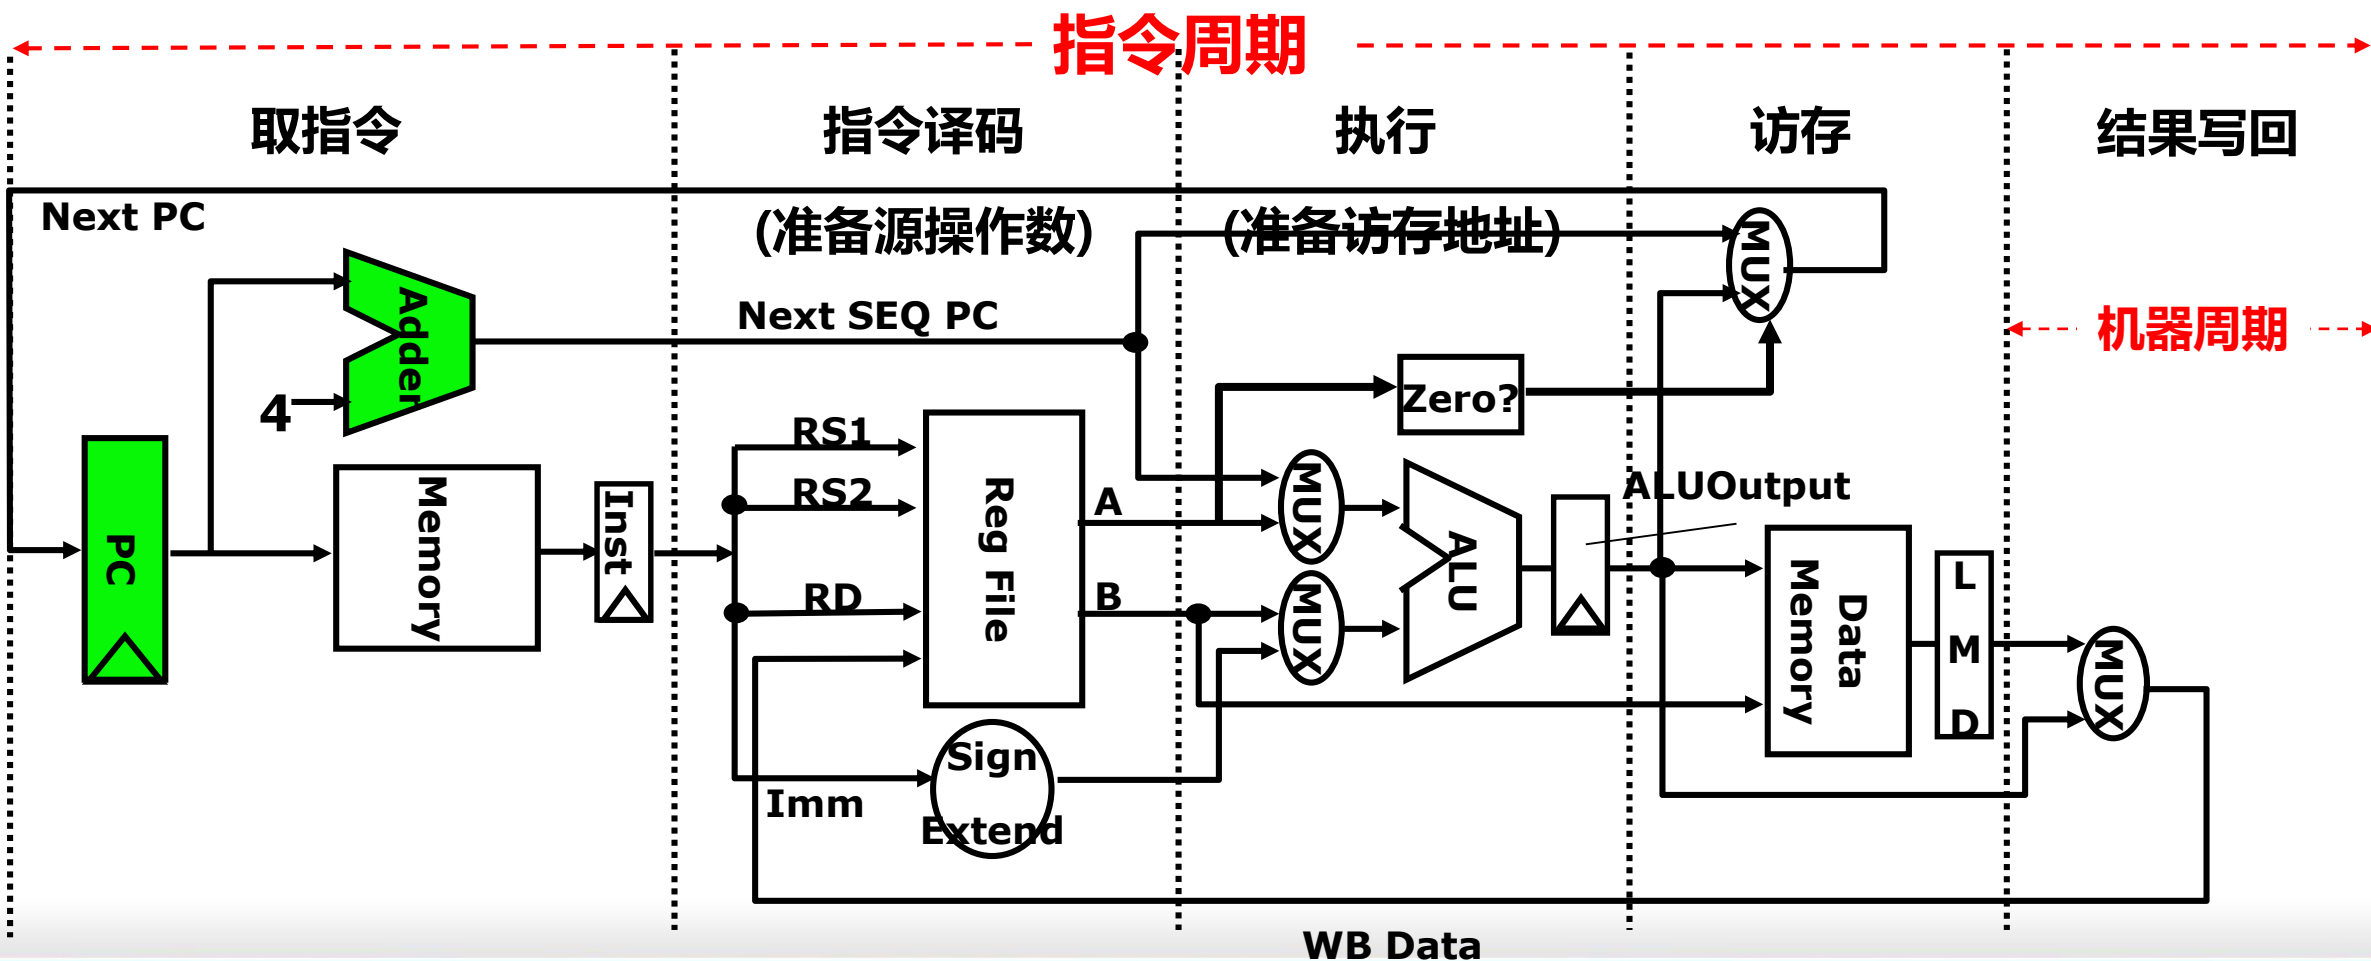 指令周期
取指令
指令译码
执行
访存
结果写回
Next PC
(准备源操作数)
(准备访存地址)
MUX
Adder
Next SEQ PC
机器周期
4
Zero?
RS1
RS2
RD
Reg File
A
B
MUX
MUX
ALU
ALUOutput
PC
Memory
Inst
Data
Memory
L
M
D
MUX
Sign
Extend
Imm
WB Data